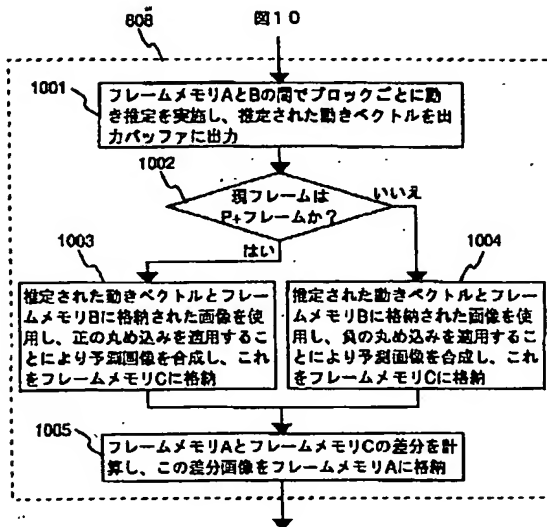 808
図10
1001
フレームメモリAとBの間でブロックごとに動
き推定を実施し、推定された動きベクトルを出
力バッファに出力
1002
現フレームは
P+フレームか？
いいえ
はい
1003
1004
推定された動きベクトルとフレー
ムメモリBに格納された画像を使
用し、正の丸め込みを適用するこ
とにより予測画像を合成し、これ
をフレームメモリCに格納
推定された動きベクトルとフレー
ムメモリBに格納された画像を使
用し、負の丸め込みを適用するこ
とにより予測画像を合成し、これ
をフレームメモリCに格納
1005
フレームメモリAとフレームメモリCの差分を計
算し、この差分画像をフレームメモリAに格納